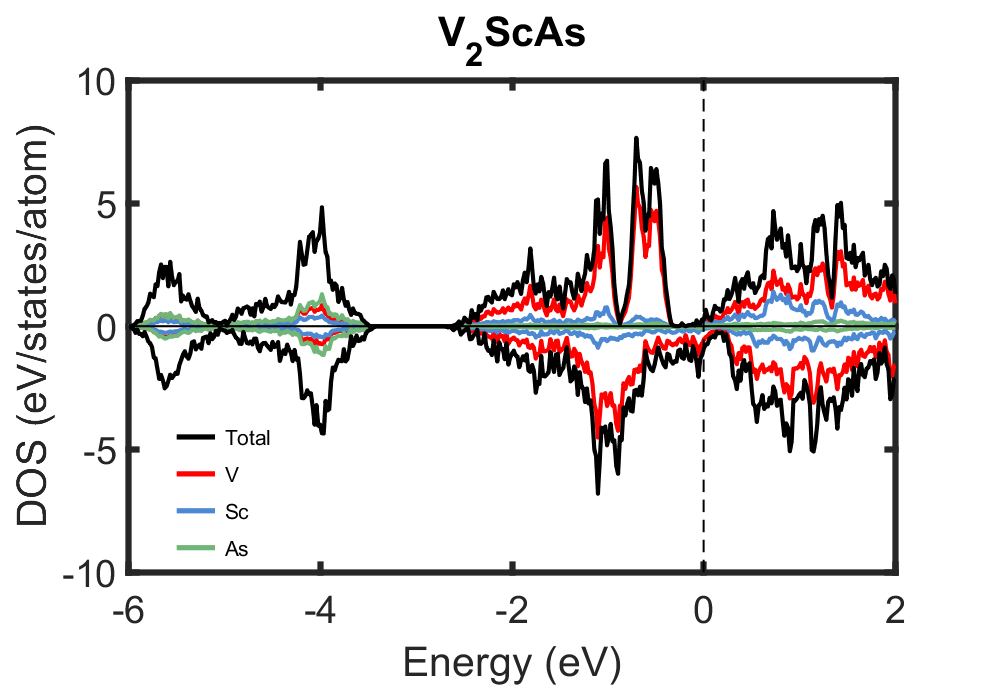 V2ScAs
10
5
0
-5
-10
DOS (eV/states/atom)
Total
V
Sc
As
-6 -4 -2 0 2
Energy (eV)